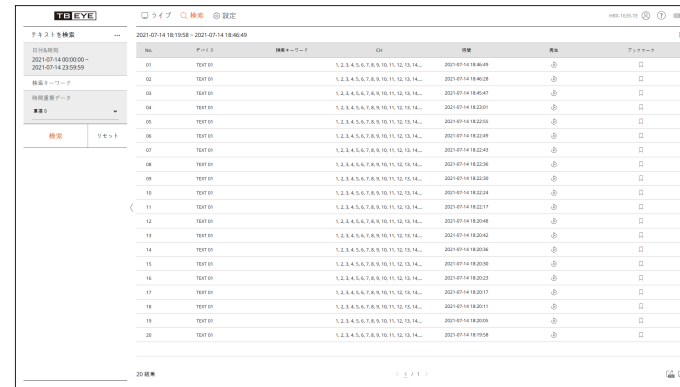 TB EYE
ライブ 検索 設定
HRX-1635-TB
テキストを検索 ...
日付&時刻
2021-07-14 00:00:00 ~
2021-07-14 23:59:59
検索キーワード
時間重複データ
重複 0
検索 リセット
2021-07-14 18:19:58 ~ 2021-07-14 18:46:49
No. デバイス 検索キーワード CH 時間 再生 ブックマーク
01 TEXT 01 1, 2, 3, 4, 5, 6, 7, 8, 9, 10, 11, 12, 13, 14,... 2021-07-14 18:46:49
02 TEXT 01 1, 2, 3, 4, 5, 6, 7, 8, 9, 10, 11, 12, 13, 14,... 2021-07-14 18:46:28
03 TEXT 01 1, 2, 3, 4, 5, 6, 7, 8, 9, 10, 11, 12, 13, 14,... 2021-07-14 18:45:47
04 TEXT 01 1, 2, 3, 4, 5, 6, 7, 8, 9, 10, 11, 12, 13, 14,... 2021-07-14 18:23:01
05 TEXT 01 1, 2, 3, 4, 5, 6, 7, 8, 9, 10, 11, 12, 13, 14,... 2021-07-14 18:22:55
06 TEXT 01 1, 2, 3, 4, 5, 6, 7, 8, 9, 10, 11, 12, 13, 14,... 2021-07-14 18:22:49
07 TEXT 01 1, 2, 3, 4, 5, 6, 7, 8, 9, 10, 11, 12, 13, 14,... 2021-07-14 18:22:43
08 TEXT 01 1, 2, 3, 4, 5, 6, 7, 8, 9, 10, 11, 12, 13, 14,... 2021-07-14 18:22:36
09 TEXT 01 1, 2, 3, 4, 5, 6, 7, 8, 9, 10, 11, 12, 13, 14,... 2021-07-14 18:22:30
10 TEXT 01 1, 2, 3, 4, 5, 6, 7, 8, 9, 10, 11, 12, 13, 14,... 2021-07-14 18:22:24
11 TEXT 01 1, 2, 3, 4, 5, 6, 7, 8, 9, 10, 11, 12, 13, 14,... 2021-07-14 18:22:17
12 TEXT 01 1, 2, 3, 4, 5, 6, 7, 8, 9, 10, 11, 12, 13, 14,... 2021-07-14 18:20:48
13 TEXT 01 1, 2, 3, 4, 5, 6, 7, 8, 9, 10, 11, 12, 13, 14,... 2021-07-14 18:20:42
14 TEXT 01 1, 2, 3, 4, 5, 6, 7, 8, 9, 10, 11, 12, 13, 14,... 2021-07-14 18:20:36
15 TEXT 01 1, 2, 3, 4, 5, 6, 7, 8, 9, 10, 11, 12, 13, 14,... 2021-07-14 18:20:30
16 TEXT 01 1, 2, 3, 4, 5, 6, 7, 8, 9, 10, 11, 12, 13, 14,... 2021-07-14 18:20:23
17 TEXT 01 1, 2, 3, 4, 5, 6, 7, 8, 9, 10, 11, 12, 13, 14,... 2021-07-14 18:20:17
18 TEXT 01 1, 2, 3, 4, 5, 6, 7, 8, 9, 10, 11, 12, 13, 14,... 2021-07-14 18:20:11
19 TEXT 01 1, 2, 3, 4, 5, 6, 7, 8, 9, 10, 11, 12, 13, 14,... 2021-07-14 18:20:05
20 TEXT 01 1, 2, 3, 4, 5, 6, 7, 8, 9, 10, 11, 12, 13, 14,... 2021-07-14 18:19:58
20 結果 < 1 / 1 >